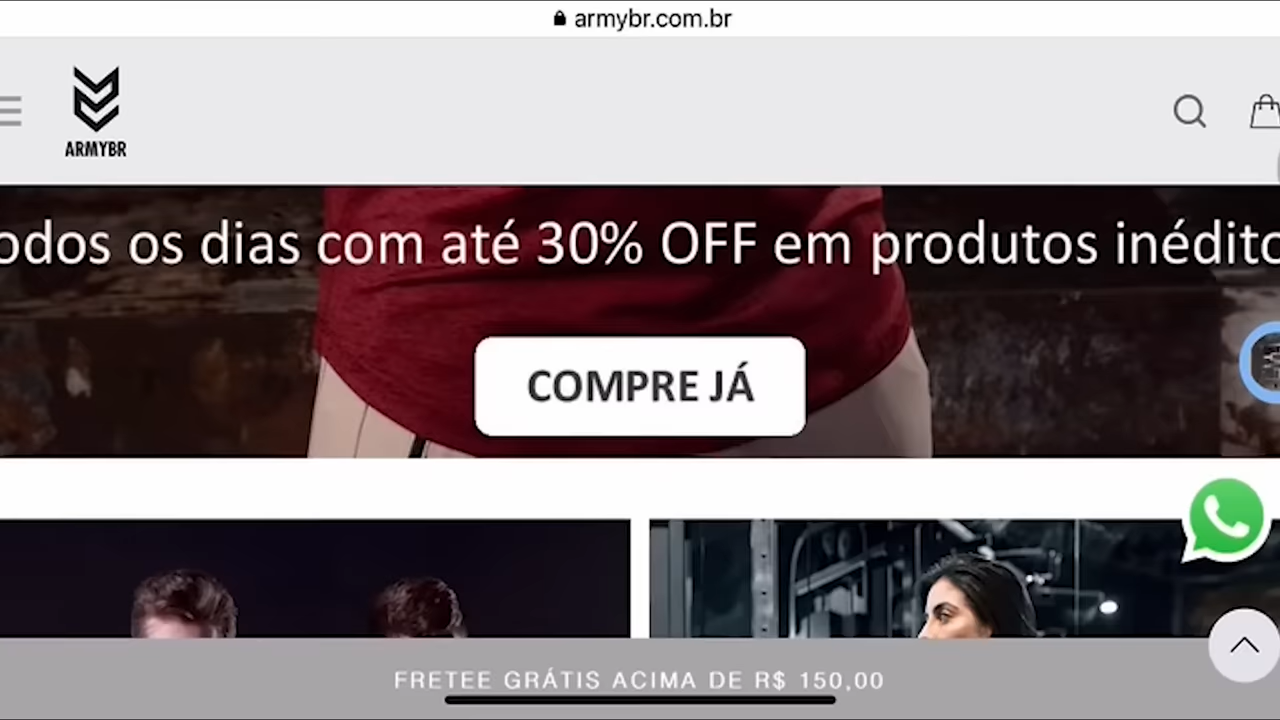 armybr.com.br
ARMYBR
odos os dias com até 30% OFF em produtos inédito
COMPRE JÁ
FRETEE GRÁTIS ACIMA DE R$ 150,00